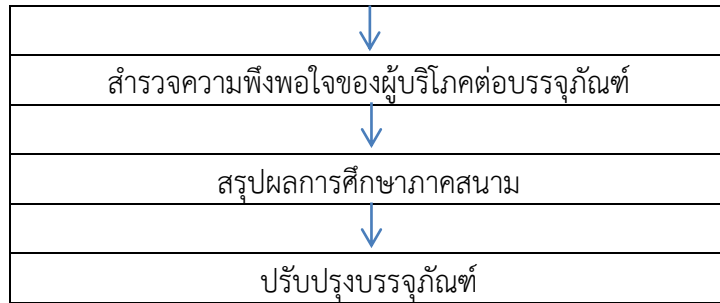 สำรวจความพึงพอใจของผู้บริโภคต่อบรรจุภัณฑ์
สรุปผลการศึกษาภาคสนาม
ปรับปรุงบรรจุภัณฑ์